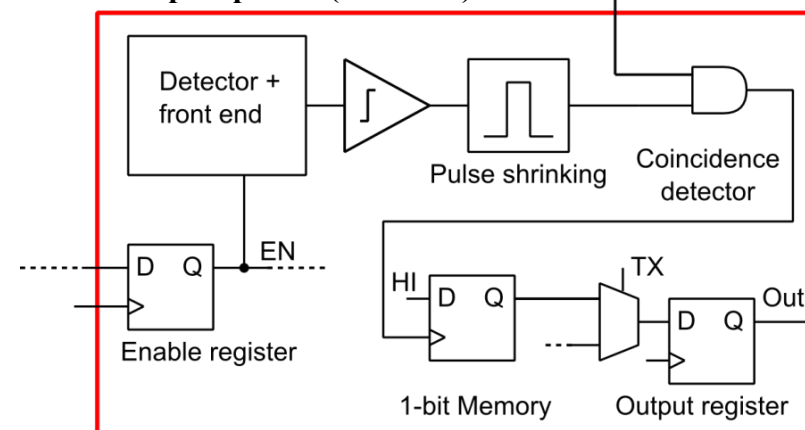 Detector +
front end
Pulse shrinking
Coincidence
detector
D Q
EN
Enable register
HI
D Q
TX
D Q
Out
1-bit Memory
Output register